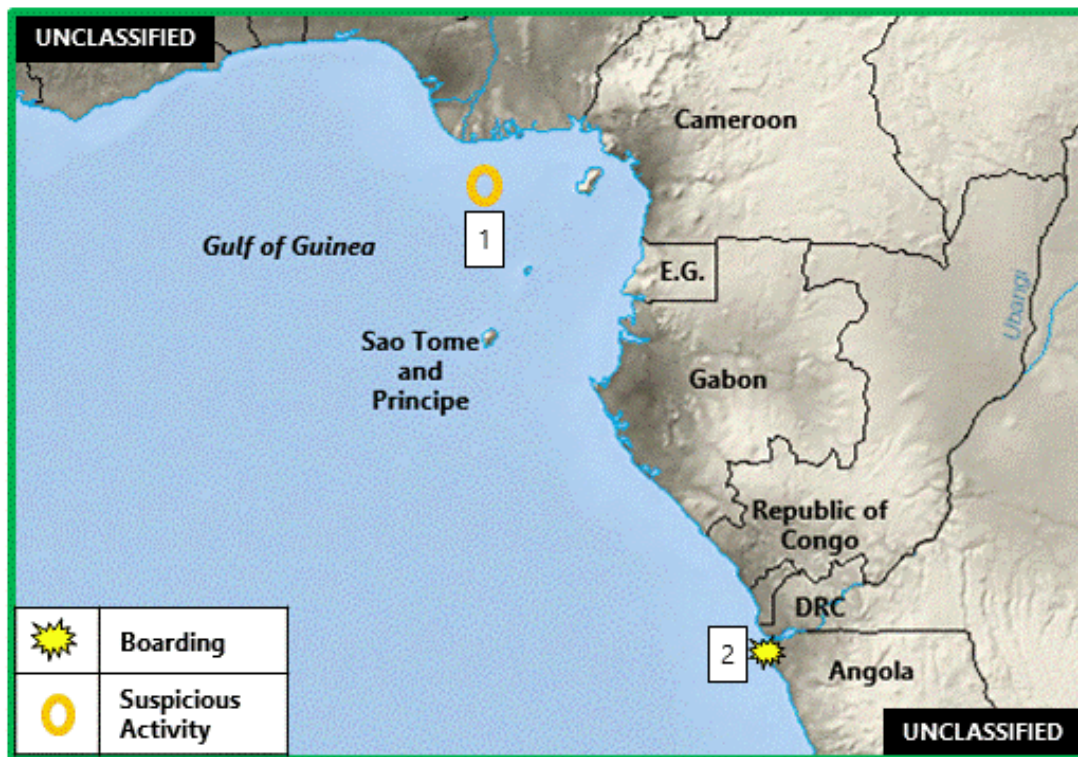 UNCLASSIFIED
Cameroon
1
Gulf of Guinea
E.G.
Ubangi
Sao Tome
and
Principe
Gabon
Republic of
Congo
DRC
Boarding
2
Angola
Suspicious
Activity
UNCLASSIFIED